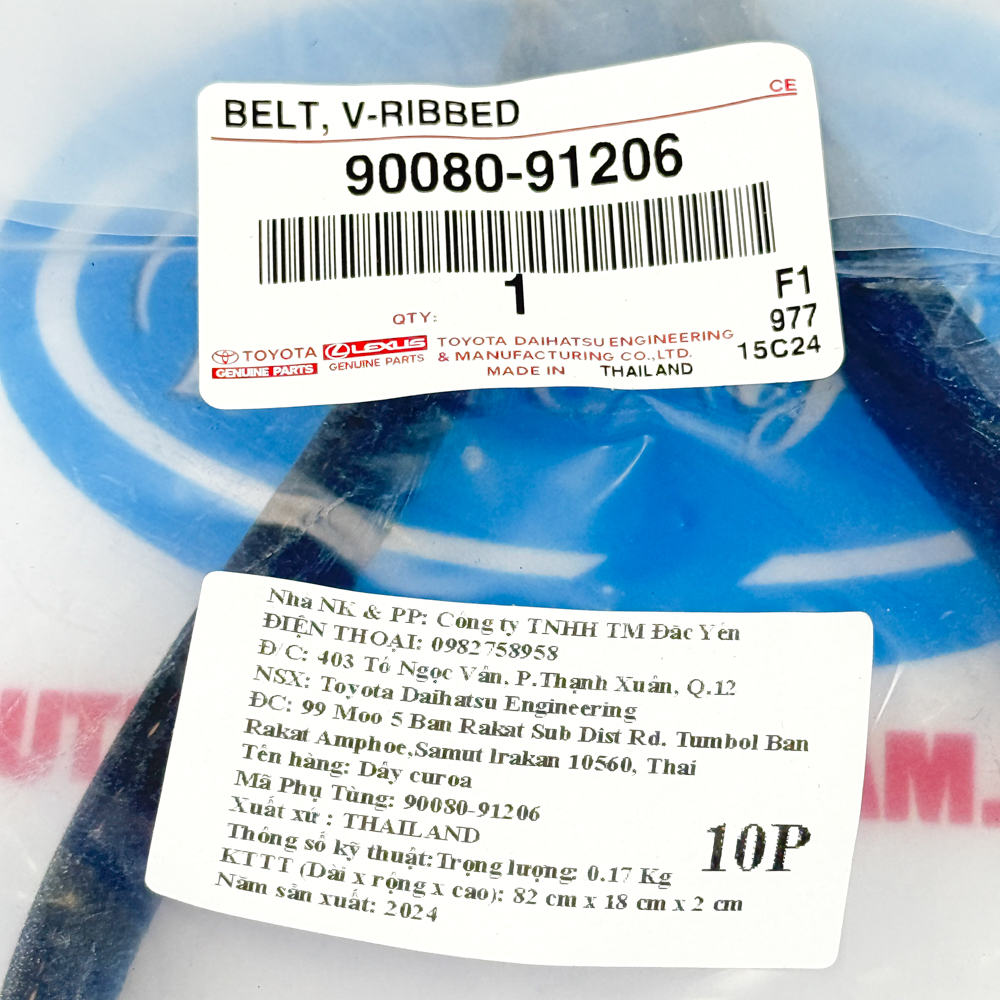 BELT, V-RIBBED
CE
90080-91206
1
QTY:
F1
977
15C24
TOYOTA
GENUINE PARTS
LEXUS
GENUINE PARTS
TOYOTA DAIHATSU ENGINEERING
& MANUFACTURING CO.,LTD.
MADE IN THAILAND
Nhà NK & PP: Công ty TNHH TM Đắc Yến
ĐIỆN THOẠI: 0982758958
Đ/C: 403 Tô Ngọc Vân, P.Thạnh Xuân, Q.12
NSX: Toyota Daihatsu Engineering
ĐC: 99 Moo 5 Ban Rakat Sub Dist Rd. Tumbol Ban
Rakat Amphoe,Samut Irakan 10560, Thai
Tên hàng: Dây curoa
Mã Phụ Tùng: 90080-91206
Xuất xứ : THAILAND
Thông số kỹ thuật: Trọng lượng: 0.17 Kg
KTTT (Dài x rộng x cao): 82 cm x 18 cm x 2 cm
Năm sản xuất: 2024
10P